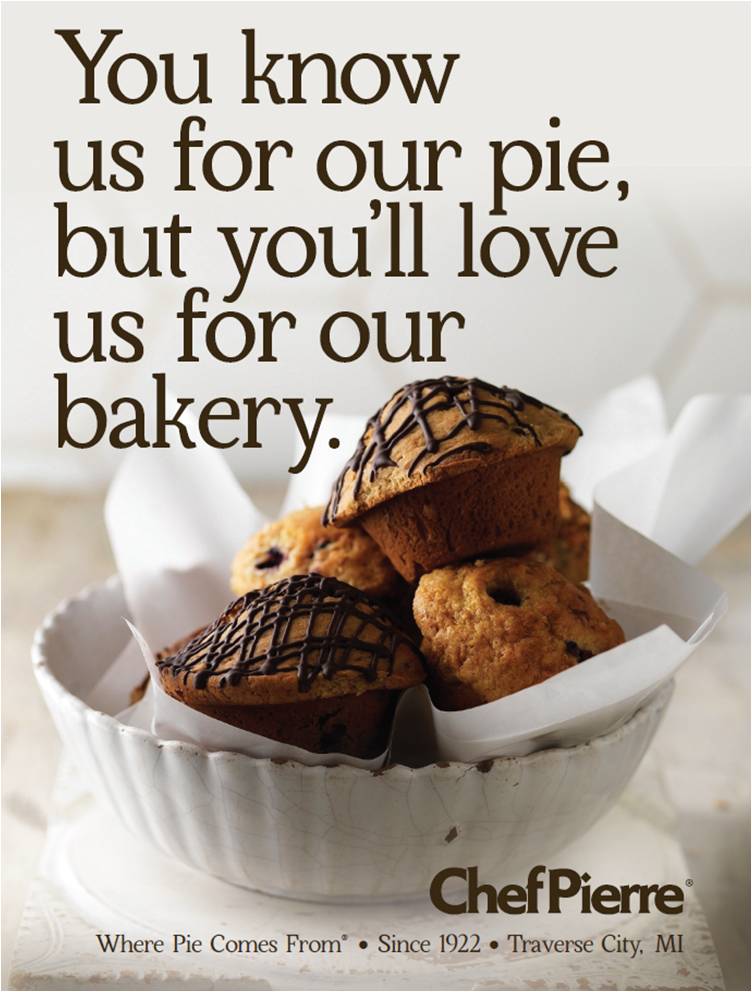 You know
us for our pie,
but you'll love
us for our
bakery.
ChefPierre®
Where Pie Comes From® • Since 1922 • Traverse City, MI